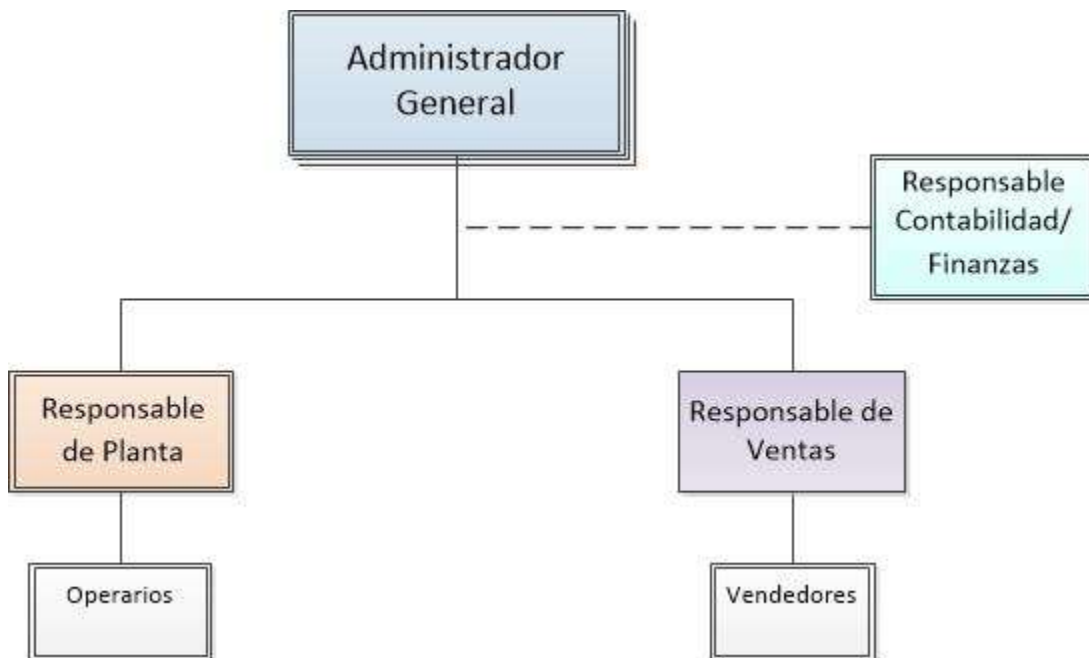 Administrador
General
Responsable
Contabilidad/
Finanzas
Responsable
de Planta
Responsable de
Ventas
Operarios
Vendedores